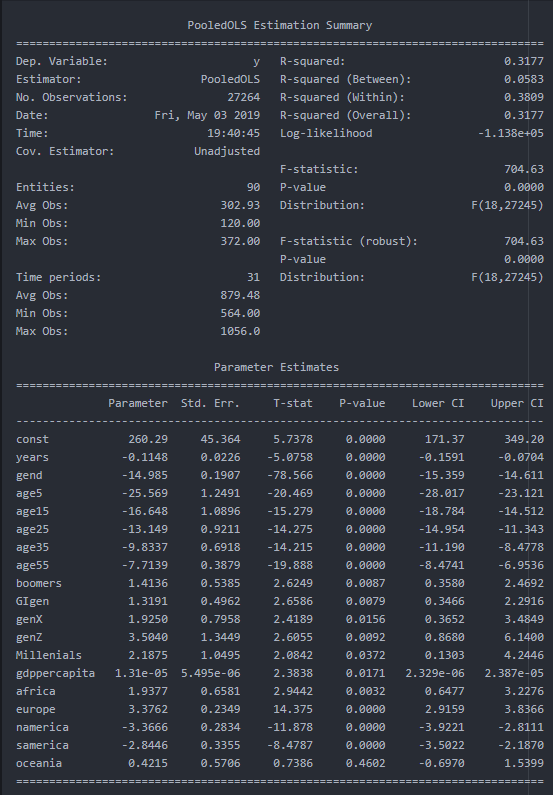 PooledOLS Estimation Summary
================================================================================
Dep. Variable: y R-squared: 0.3177
Estimator: PooledOLS R-squared (Between): 0.0583
No. Observations: 27264 R-squared (Within): 0.3809
Date: Fri, May 03 2019 R-squared (Overall): 0.3177
Time: 19:40:45 Log-likelihood -1.138e+05
Cov. Estimator: Unadjusted
F-statistic: 704.63
Entities: 90 P-value 0.0000
Avg Obs: 302.93 Distribution: F(18,27245)
Min Obs: 120.00
Max Obs: 372.00 F-statistic (robust): 704.63
P-value 0.0000
Time periods: 31 Distribution: F(18,27245)
Avg Obs: 879.48
Min Obs: 564.00
Max Obs: 1056.0
Parameter Estimates
================================================================================
Parameter Std. Err. T-stat P-value Lower CI Upper CI
--------------------------------------------------------------------------------
const 260.29 45.364 5.7378 0.0000 171.37 349.20
years -0.1148 0.0226 -5.0758 0.0000 -0.1591 -0.0704
gend -14.985 0.1907 -78.566 0.0000 -15.359 -14.611
age5 -25.569 1.2491 -20.469 0.0000 -28.017 -23.121
age15 -16.648 1.0896 -15.279 0.0000 -18.784 -14.512
age25 -13.149 0.9211 -14.275 0.0000 -14.954 -11.343
age35 -9.8337 0.6918 -14.215 0.0000 -11.190 -8.4778
age55 -7.7139 0.3879 -19.888 0.0000 -8.4741 -6.9536
boomers 1.4136 0.5385 2.6249 0.0087 0.3580 2.4692
GIgen 1.3191 0.4962 2.6586 0.0079 0.3466 2.2916
genX 1.9250 0.7958 2.4189 0.0156 0.3652 3.4849
genZ 3.5040 1.3449 2.6055 0.0092 0.8680 6.1400
Millenials 2.1875 1.0495 2.0842 0.0372 0.1303 4.2446
gdppercapita 1.31e-05 5.495e-06 2.3838 0.0171 2.329e-06 2.387e-05
africa 1.9377 0.6581 2.9442 0.0032 0.6477 3.2276
europe 3.3762 0.2349 14.375 0.0000 2.9159 3.8366
namerica -3.3666 0.2834 -11.878 0.0000 -3.9221 -2.8111
samerica -2.8446 0.3355 -8.4787 0.0000 -3.5022 -2.1870
oceania 0.4215 0.5706 0.7386 0.4602 -0.6970 1.5399
================================================================================